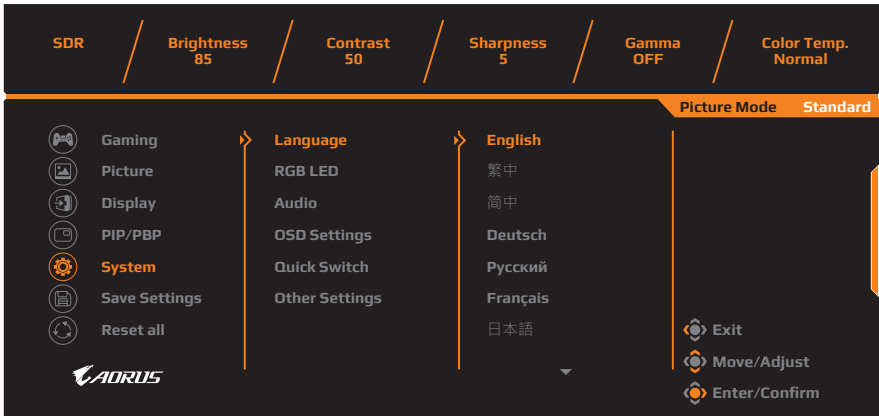 SDR
Brightness
85
Contrast
50
Sharpness
5
Gamma
OFF
Color Temp.
Normal
Picture Mode Standard
Gaming
Picture
Display
PIP/PBP
System
Save Settings
Reset all
Language
RGB LED
Audio
OSD Settings
Quick Switch
Other Settings
English
繁中
简中
Deutsch
Русский
Français
日本語
Exit
Move/Adjust
Enter/Confirm
AORUS